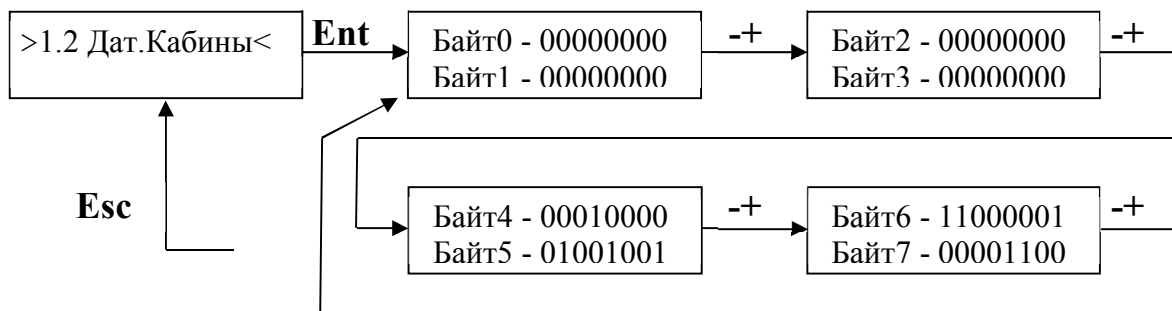 >1.2 Дат.Кабины<
Ent
Байт0 - 00000000
Байт1 - 00000000
-+
Байт2 - 00000000
Байт3 - 00000000
-+
Esc
Байт4 - 00010000
Байт5 - 01001001
-+
Байт6 - 11000001
Байт7 - 00001100
-+